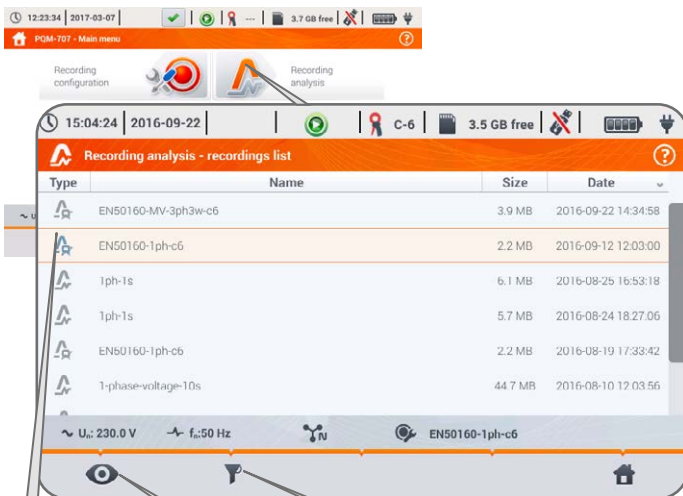 12:23:34 2017-03-07 --- 3.7 GB free
PQM-707 - Main menu ?
Recording
configuration
Recording
analysis
15:04:24 2016-09-22 C-6 3.5 GB free
Recording analysis - recordings list ?
Type Name Size Date
EN50160-MV-3ph3w-c6 3.9 MB 2016-09-22 14:34:58
EN50160-1ph-c6 2.2 MB 2016-09-12 12:03:00
1ph-1s 6.1 MB 2016-08-25 16:53:18
1ph-1s 5.7 MB 2016-08-24 18:27:06
EN50160-1ph-c6 2.2 MB 2016-08-19 17:33:42
1-phase-voltage-10s 44.7 MB 2016-08-10 12:03:56
~ Uₙ: 230.0 V fₙ:50 Hz N EN50160-1ph-c6